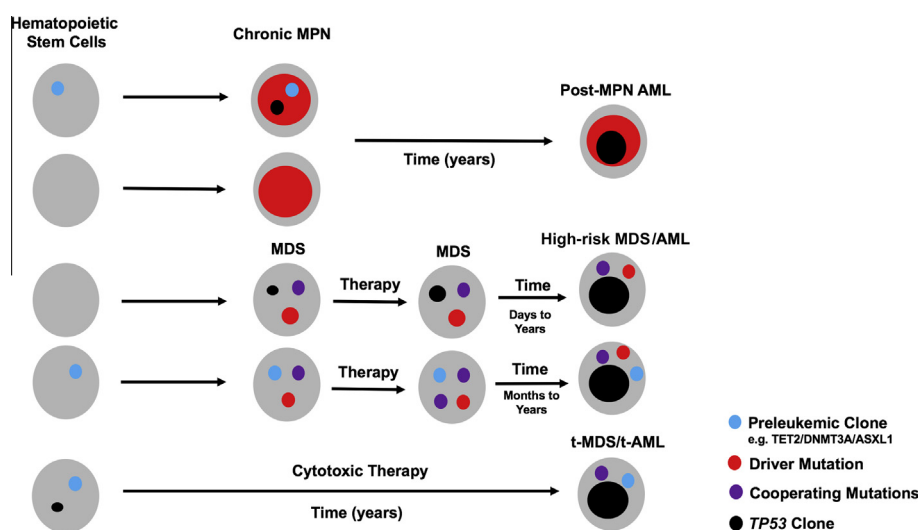 Hematopoietic
Stem Cells
Chronic MPN
Post-MPN AML
Time (years)
MDS
MDS
High-risk MDS/AML
Therapy
Time
Days to
Years
Therapy
Time
Months to
Years
t-MDS/t-AML
Cytotoxic Therapy
Time (years)
Preleukemic Clone
e.g. TET2/DNMT3A/ASXL1
Driver Mutation
Cooperating Mutations
TP53 Clone